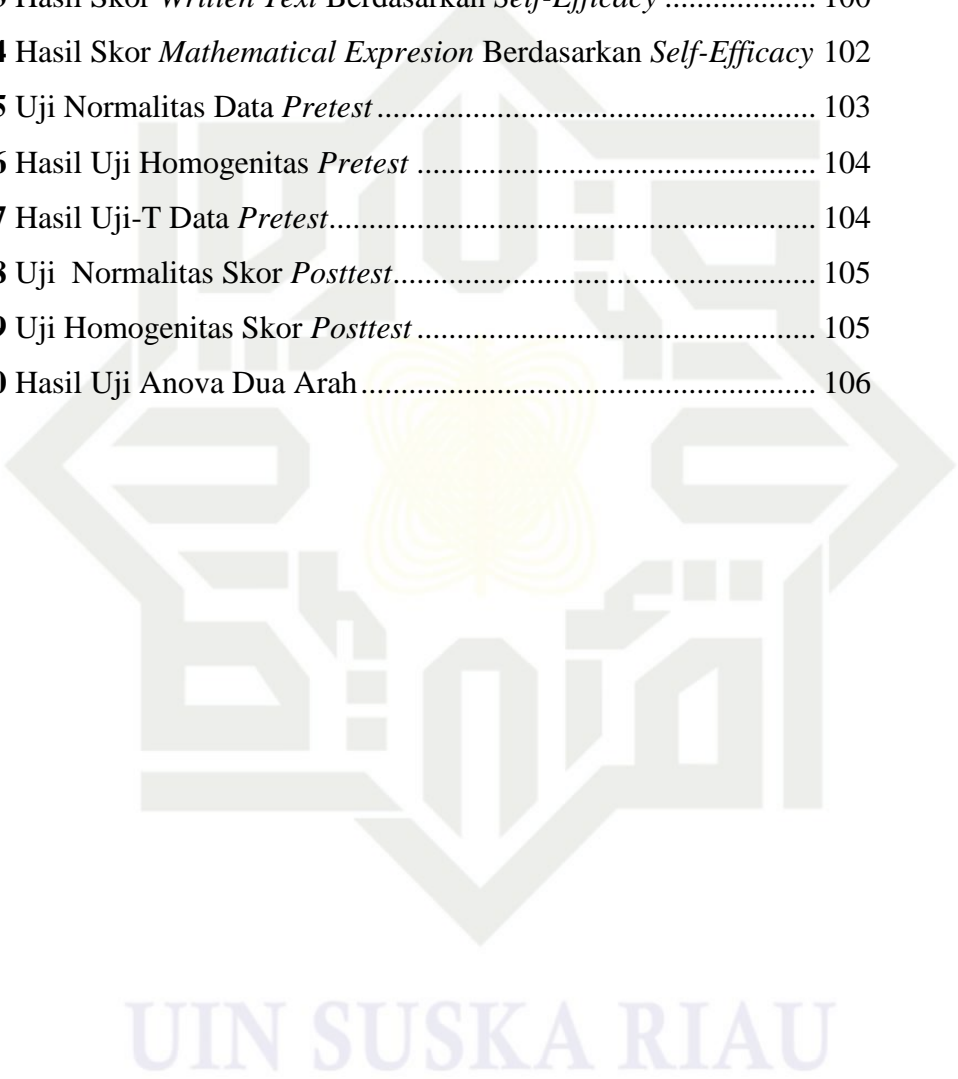 Hasil Skor Written Text Berdasarkan Self-Efficacy .................. 100
4 Hasil Skor Mathematical Expresion Berdasarkan Self-Efficacy 102
5 Uji Normalitas Data Pretest ...................................................... 103
6 Hasil Uji Homogenitas Pretest ................................................. 104
7 Hasil Uji-T Data Pretest............................................................ 104
8 Uji  Normalitas Skor Posttest.................................................... 105
9 Uji Homogenitas Skor Posttest ................................................. 105
0 Hasil Uji Anova Dua Arah........................................................ 106
UIN SUSKA RIAU